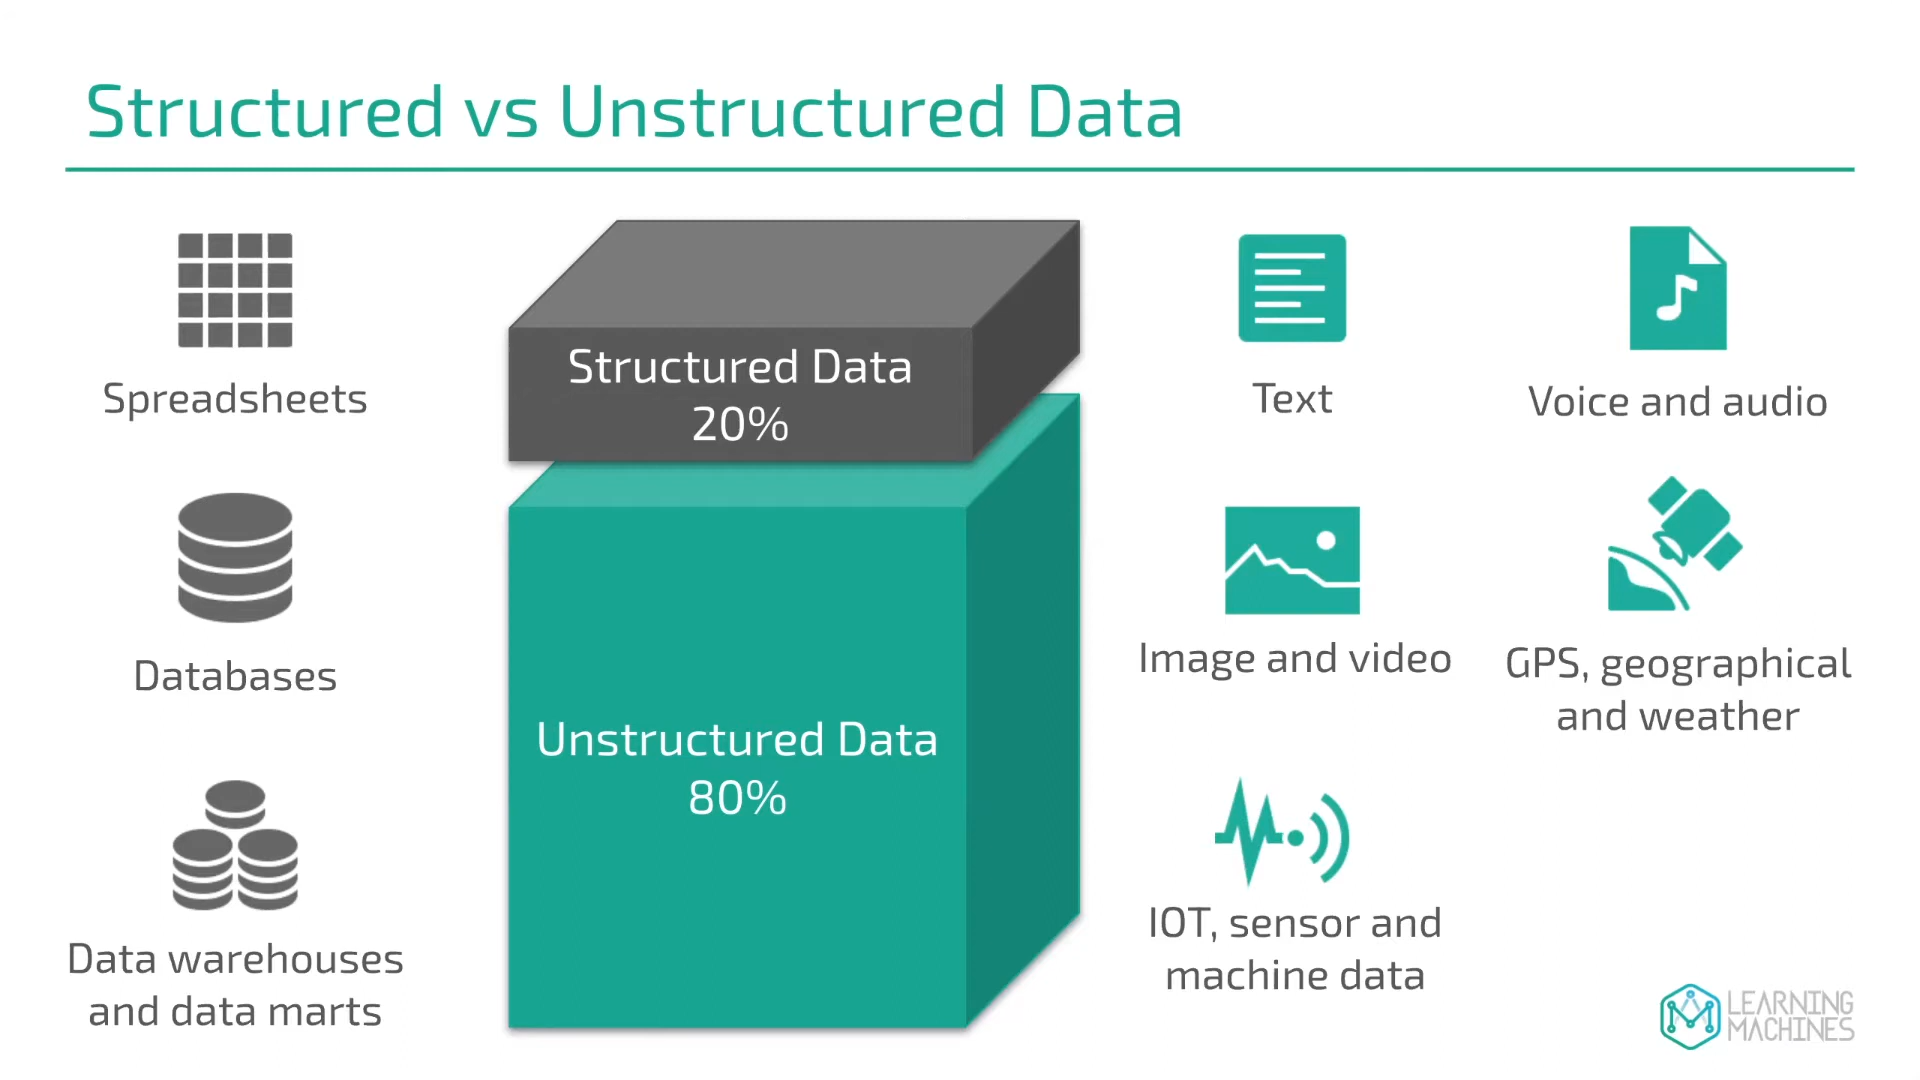 Structured vs Unstructured Data
Spreadsheets
Databases
Data warehouses
and data marts
Structured Data
20%
Unstructured Data
80%
Text
Voice and audio
Image and video
GPS, geographical
and weather
IOT, sensor and
machine data
LEARNING
MACHINES